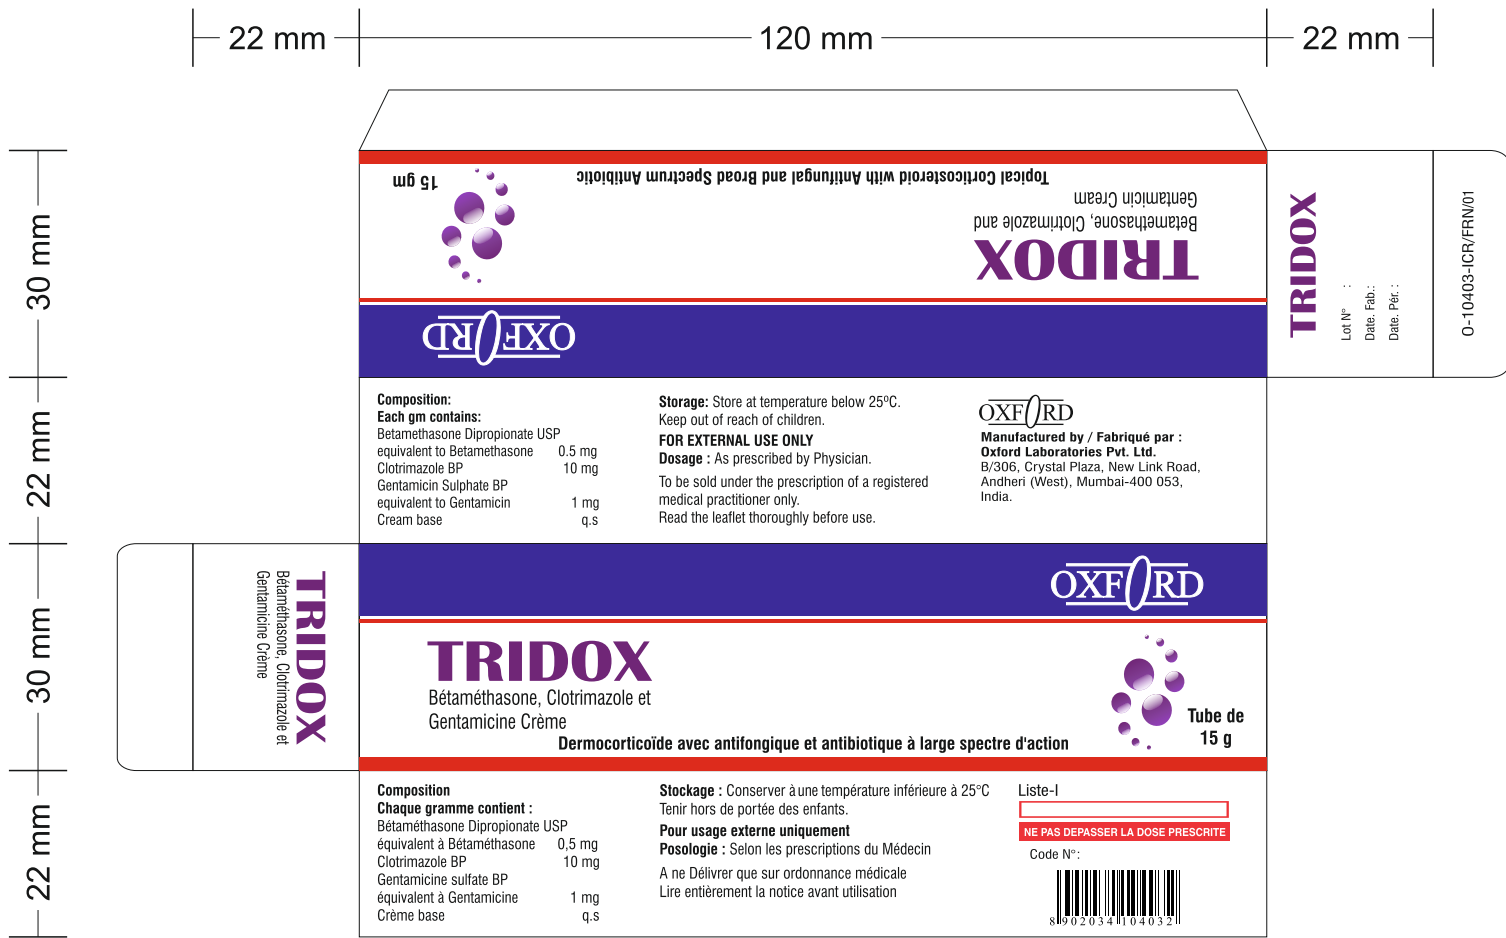 22 mm
120 mm
22 mm
30 mm
22 mm
30 mm
22 mm
15 gm
Topical Corticosteroid with Antifungal and Broad Spectrum Antibiotic
TRIDOX
Betamethasone, Clotrimazole and
Gentamicin Cream
OXFORD
TRIDOX
Lot N° :
Date. Fab.:
Date. Pér. :
O-10403-ICR/FRN/01
Composition:
Each gm contains:
Betamethasone Dipropionate USP
equivalent to Betamethasone 0.5 mg
Clotrimazole BP 10 mg
Gentamicin Sulphate BP
equivalent to Gentamicin 1 mg
Cream base q.s
Storage: Store at temperature below 25ºC.
Keep out of reach of children.
FOR EXTERNAL USE ONLY
Dosage : As prescribed by Physician.
To be sold under the prescription of a registered
medical practitioner only.
Read the leaflet thoroughly before use.
OXFORD
Manufactured by / Fabriqué par :
Oxford Laboratories Pvt. Ltd.
B/306, Crystal Plaza, New Link Road,
Andheri (West), Mumbai-400 053,
India.
TRIDOX
Bétaméthasone, Clotrimazole et
Gentamicine Crème
OXFORD
TRIDOX
Bétaméthasone, Clotrimazole et
Gentamicine Crème
Tube de
15 g
Dermocorticoïde avec antifongique et antibiotique à large spectre d'action
Composition
Chaque gramme contient :
Bétaméthasone Dipropionate USP
équivalent à Bétaméthasone 0,5 mg
Clotrimazole BP 10 mg
Gentamicine sulfate BP
équivalent à Gentamicine 1 mg
Crème base q.s
Stockage : Conserver à une température inférieure à 25°C
Tenir hors de portée des enfants.
Pour usage externe uniquement
Posologie : Selon les prescriptions du Médecin
A ne Délivrer que sur ordonnance médicale
Lire entièrement la notice avant utilisation
Liste-I
NE PAS DEPASSER LA DOSE PRESCRITE
Code N°:
8 902034 104032